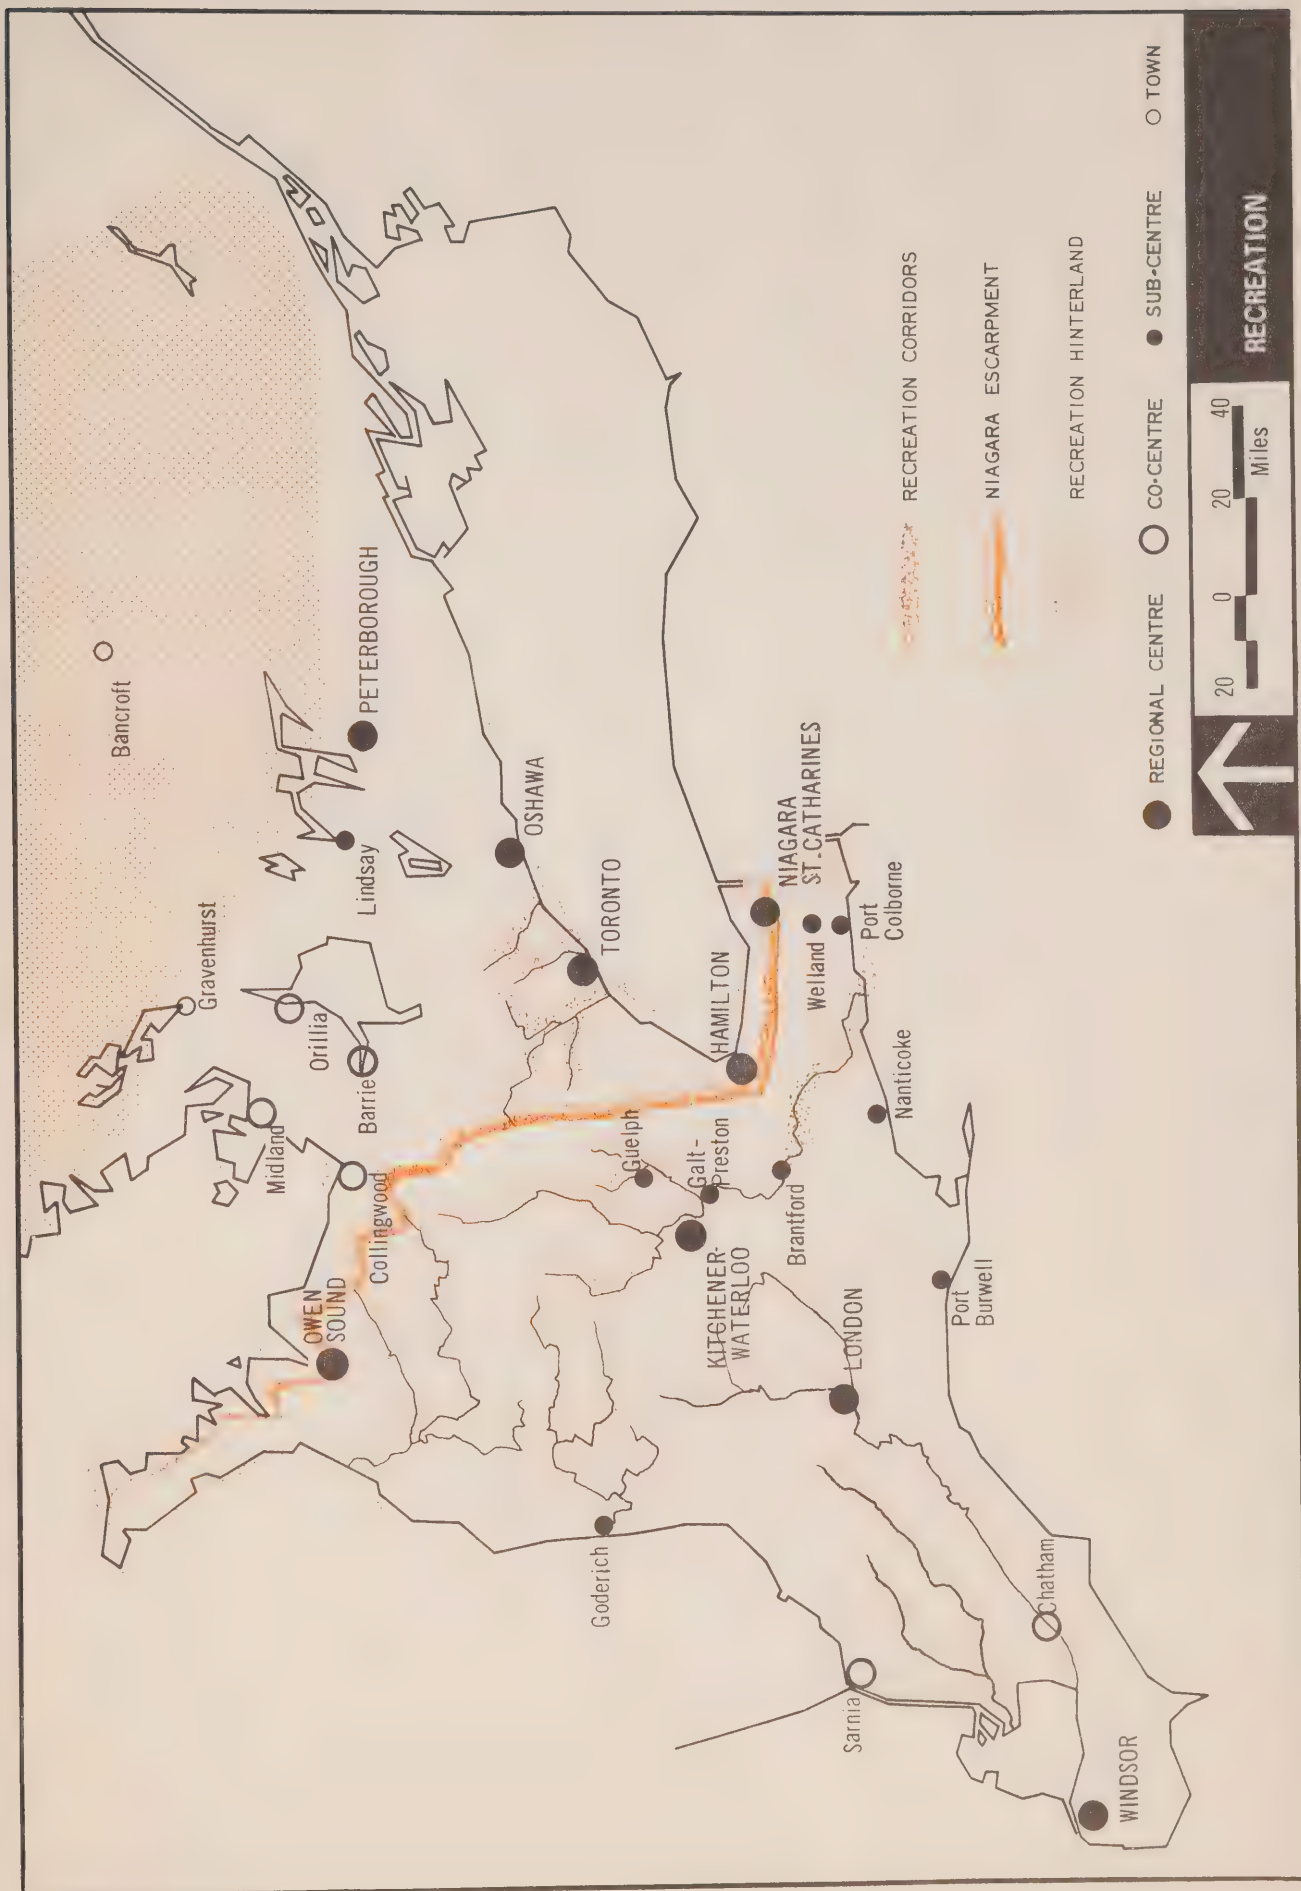 Bancroft
Gravenhurst
Orillia
Midland
Barrie
Lindsay
PETERBOROUGH
Collingwood
OWEN
SOUND
OSHAWA
TORONTO
Guelph
Galt-
Preston
HAMILTON
NIAGARA
ST. CATHARINES
Welland
Port
Colborne
Goderich
KITCHENER-
WATERLOO
Brantford
Nanticoke
LONDON
Port
Burwell
Sarnia
Chatham
WINDSOR
RECREATION CORRIDORS
NIAGARA ESCARPMENT
RECREATION HINTERLAND
REGIONAL CENTRE
CO-CENTRE
SUB-CENTRE
TOWN
20 0 20 40
Miles
RECREATION